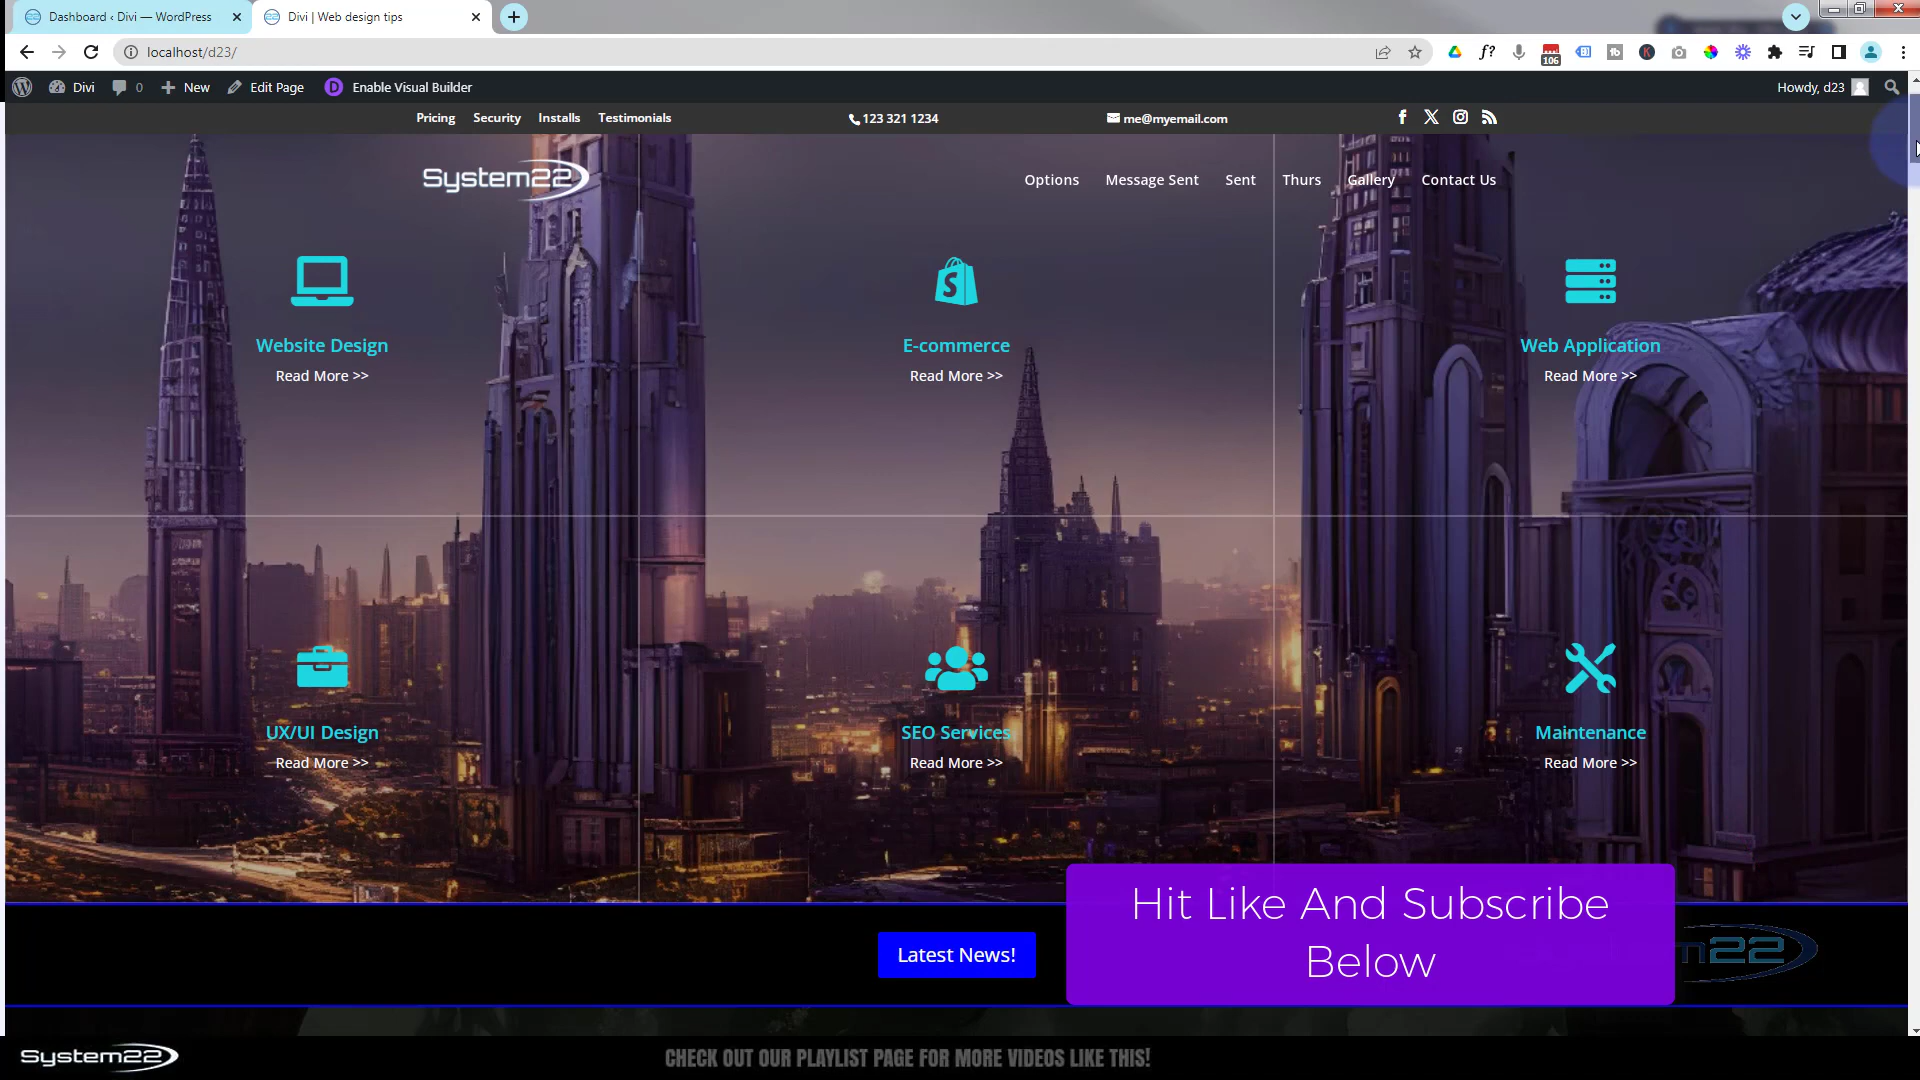 Dashboard ‹ Divi — WordPress
Divi | Web design tips
localhost/d23/
f?
106
Divi
0
New
Edit Page
D
Enable Visual Builder
Howdy, d23
Pricing
Security
Installs
Testimonials
123 321 1234
me@myemail.com
System22
Options
Message Sent
Sent
Thurs
Gallery
Contact Us
Website Design
Read More >>
E-commerce
Read More >>
Web Application
Read More >>
UX/UI Design
Read More >>
SEO Services
Read More >>
Maintenance
Read More >>
Latest News!
Hit Like And Subscribe
Below
m22
System22
CHECK OUT OUR PLAYLIST PAGE FOR MORE VIDEOS LIKE THIS!